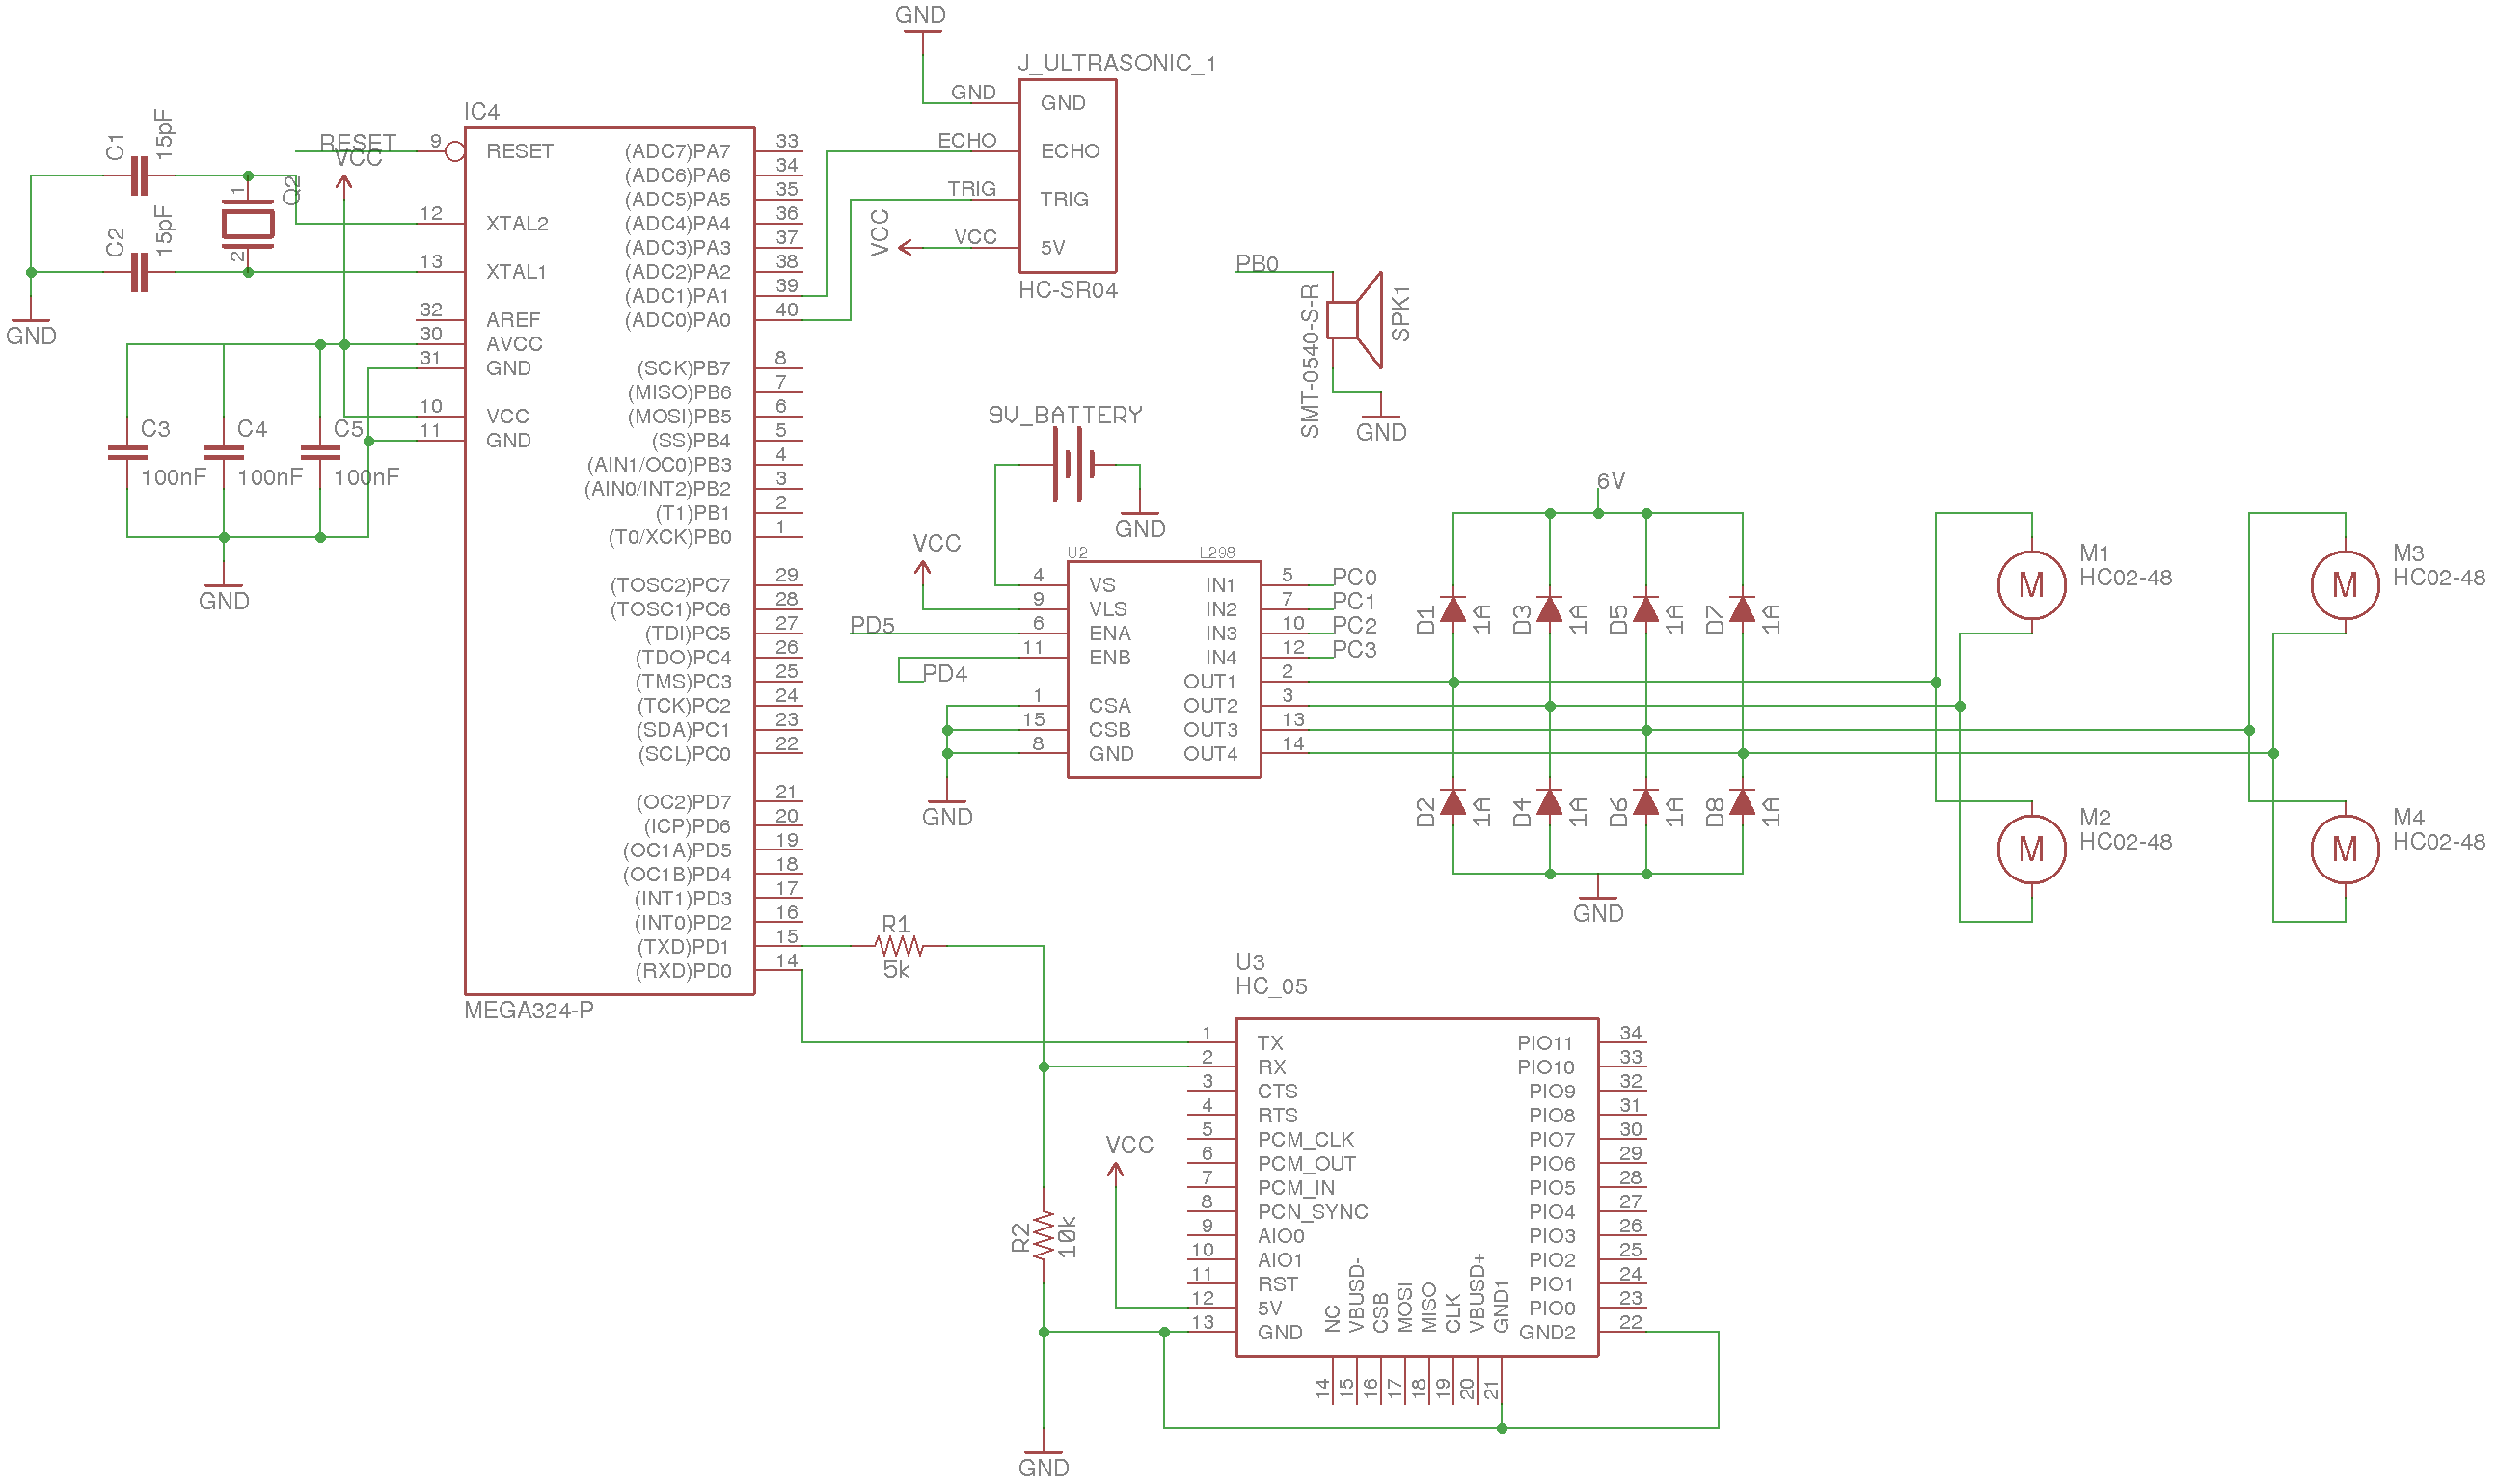 GND
J_ULTRASONIC_1
GND GND
ECHO ECHO
TRIG TRIG
VCC VCC 5V
HC-SR04
C1 15pF
C2 15pF
1 Q2 2
GND
RESET
VCC
IC4
9 RESET
12 XTAL2
13 XTAL1
32 AREF
30 AVCC
31 GND
10 VCC
11 GND
C3 100nF
C4 100nF
C5 100nF
GND
(ADC7)PA7 33
(ADC6)PA6 34
(ADC5)PA5 35
(ADC4)PA4 36
(ADC3)PA3 37
(ADC2)PA2 38
(ADC1)PA1 39
(ADC0)PA0 40
(SCK)PB7 8
(MISO)PB6 7
(MOSI)PB5 6
(SS)PB4 5
(AIN1/OC0)PB3 4
(AIN0/INT2)PB2 3
(T1)PB1 2
(T0/XCK)PB0 1
(TOSC2)PC7 29
(TOSC1)PC6 28
(TDI)PC5 27
(TDO)PC4 26
(TMS)PC3 25
(TCK)PC2 24
(SDA)PC1 23
(SCL)PC0 22
(OC2)PD7 21
(ICP)PD6 20
(OC1A)PD5 19
(OC1B)PD4 18
(INT1)PD3 17
(INT0)PD2 16
(TXD)PD1 15
(RXD)PD0 14
MEGA324-P
PB0
SMT-0540-S-R
SPK1
GND
9V_BATTERY
GND
VCC
U2 L298
4 VS
9 VLS
PD5 6 ENA
11 ENB
PD4
1 CSA
15 CSB
8 GND
GND
IN1 5 PC0
IN2 7 PC1
IN3 10 PC2
IN4 12 PC3
OUT1 2
OUT2 3
OUT3 13
OUT4 14
6V
D1 1A
D3 1A
D5 1A
D7 1A
D2 1A
D4 1A
D6 1A
D8 1A
GND
M M1
HC02-48
M M3
HC02-48
M M2
HC02-48
M M4
HC02-48
R1
5k
R2 10k
GND
VCC
U3
HC_05
1 TX
2 RX
3 CTS
4 RTS
5 PCM_CLK
6 PCM_OUT
7 PCM_IN
8 PCN_SYNC
9 AIO0
10 AIO1
11 RST
12 5V
13 GND
NC 14
VBUSD- 15
CSB 16
MOSI 17
MISO 18
CLK 19
VBUSD+ 20
GND1 21
PIO11 34
PIO10 33
PIO9 32
PIO8 31
PIO7 30
PIO6 29
PIO5 28
PIO4 27
PIO3 26
PIO2 25
PIO1 24
PIO0 23
GND2 22